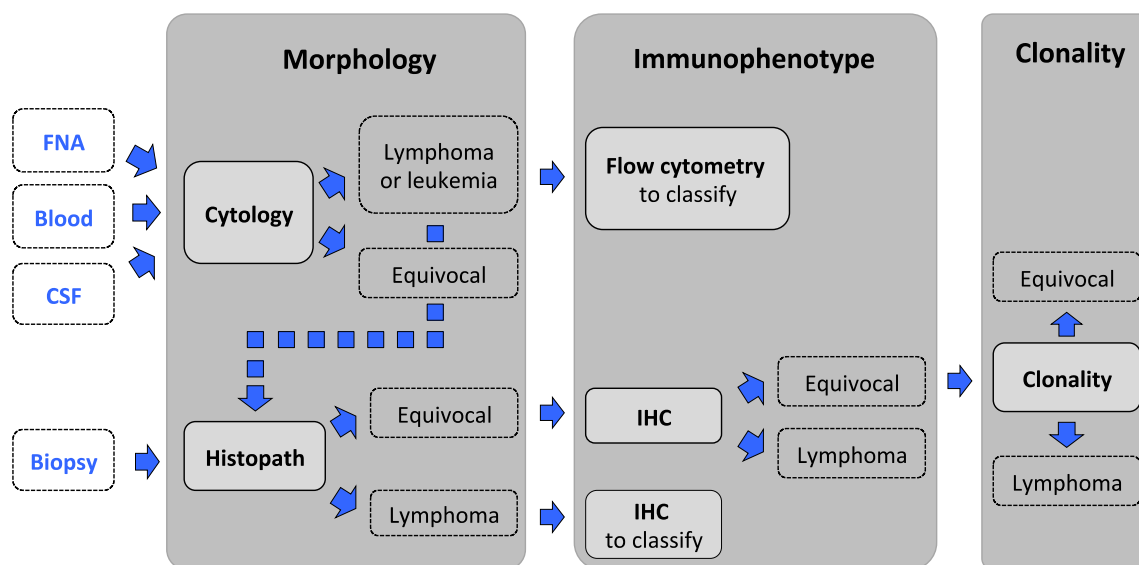 Morphology
Immunophenotype
Clonality
FNA
Blood
CSF
Cytology
Lymphoma
or leukemia
Equivocal
Flow cytometry
to classify
Biopsy
Histopath
Equivocal
Lymphoma
IHC
IHC
to classify
Equivocal
Lymphoma
Equivocal
Clonality
Lymphoma